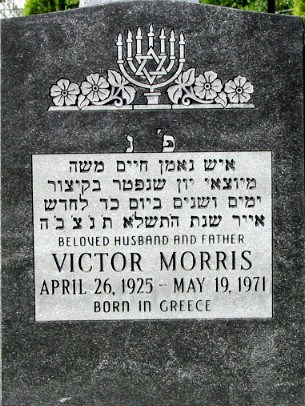 פ' נ
איש נאמן חיים משה
מיוצאי יון שנפטר בקיצור
ימים ושנים ביום כד לחדש
אייר שנת התשלא ת'נ'צ'ב'ה
BELOVED HUSBAND AND FATHER
VICTOR MORRIS
APRIL 26, 1925 - MAY 19, 1971
BORN IN GREECE